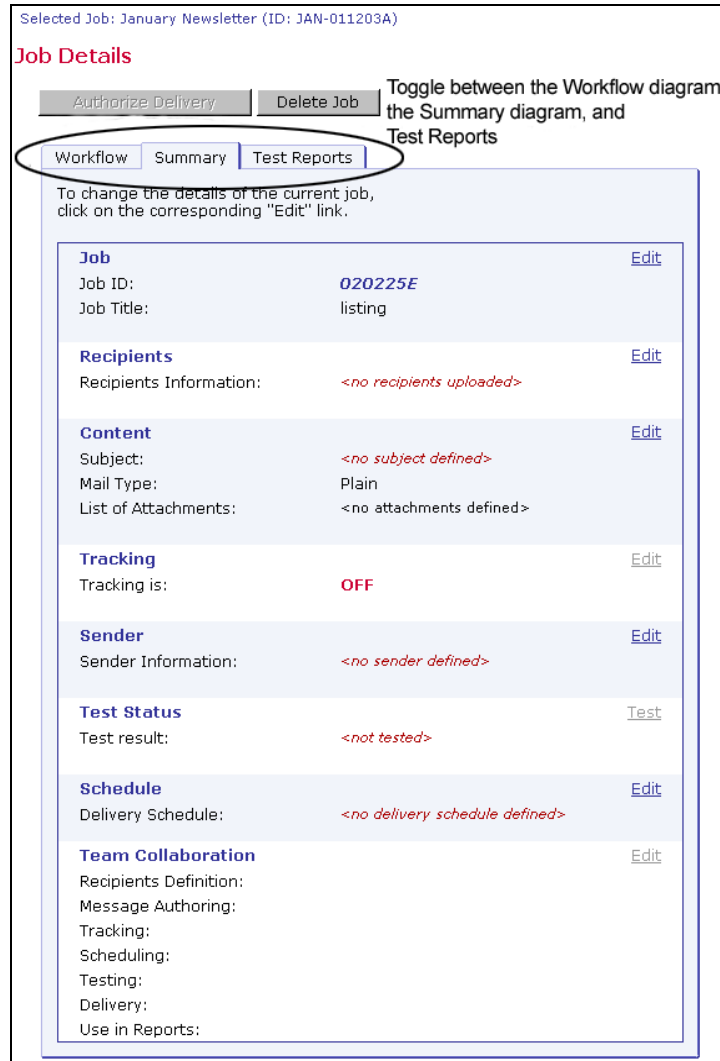 Selected Job: January Newsletter (ID: JAN-011203A)
Job Details
Authorize Delivery
Delete Job
Toggle between the Workflow diagram
the Summary diagram, and
Test Reports
Workflow
Summary
Test Reports
To change the details of the current job,
click on the corresponding "Edit" link.
Job Edit
Job ID: 020225E
Job Title: listing
Recipients Edit
Recipients Information: <no recipients uploaded>
Content Edit
Subject: <no subject defined>
Mail Type: Plain
List of Attachments: <no attachments defined>
Tracking Edit
Tracking is: OFF
Sender Edit
Sender Information: <no sender defined>
Test Status Test
Test result: <not tested>
Schedule Edit
Delivery Schedule: <no delivery schedule defined>
Team Collaboration Edit
Recipients Definition:
Message Authoring:
Tracking:
Scheduling:
Testing:
Delivery:
Use in Reports: